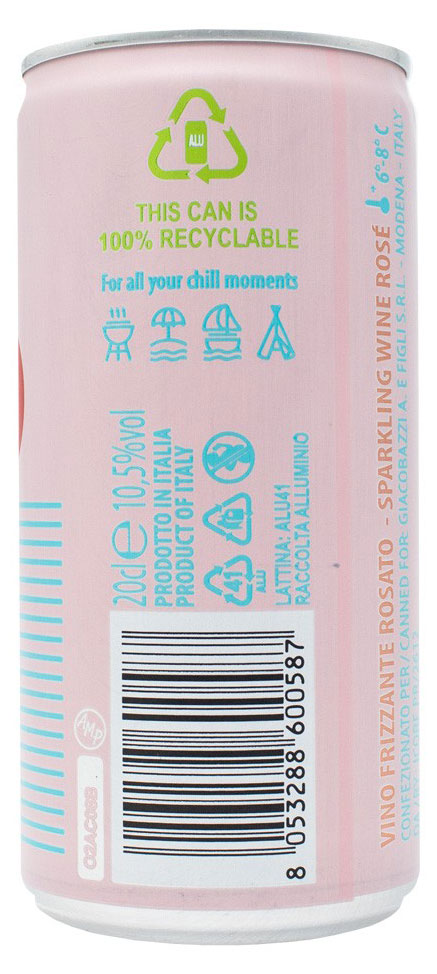 ALU
THIS CAN IS
100% RECYCLABLE
For all your chill moments
20cl e 10,5%vol
PRODOTTO IN ITALIA
PRODUCT OF ITALY
41
ALU
LATTINA: ALU41
RACCOLTA ALLUMINIO
8 053288 600587
AMP
VINO FRIZZANTE ROSATO - SPARKLING WINE ROSÉ 6°-8°C
CONFEZIONATO PER/CANNED FOR: GIACOBAZZI A. E FIGLI S.R.L. - MODENA - ITALY